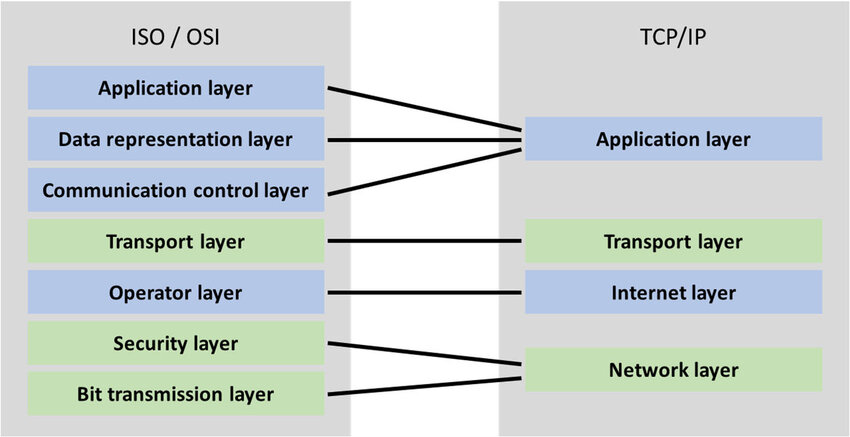 ISO / OSI
Application layer
Data representation layer
Communication control layer
Transport layer
Operator layer
Security layer
Bit transmission layer
TCP/IP
Application layer
Transport layer
Internet layer
Network layer